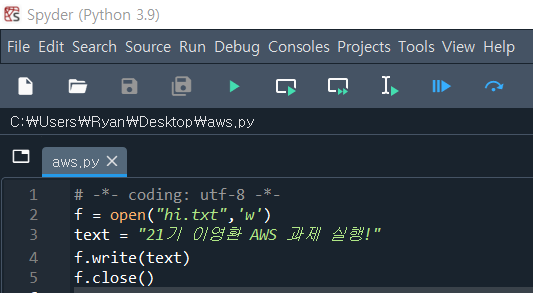 Spyder (Python 3.9)
File Edit Search Source Run Debug Consoles Projects Tools View Help
C:₩Users₩Ryan₩Desktop₩aws.py
aws.py
1 # -*- coding: utf-8 -*-
2 f = open("hi.txt",'w')
3 text = "21기 이영환 AWS 과제 실행!"
4 f.write(text)
5 f.close()